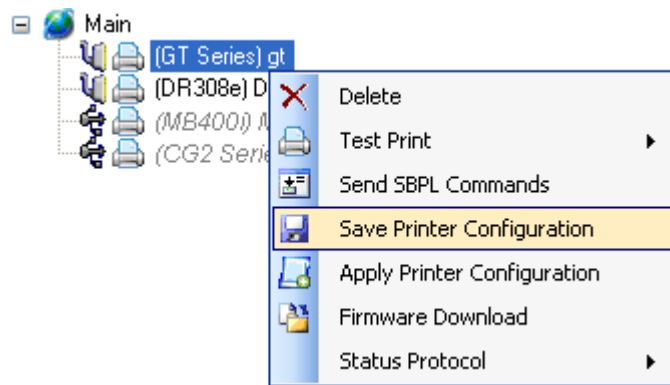 Main
(GT Series) gt
(DR308e) D
(MB400i)
(CG2 Serie
Delete
Test Print
Send SBPL Commands
Save Printer Configuration
Apply Printer Configuration
Firmware Download
Status Protocol